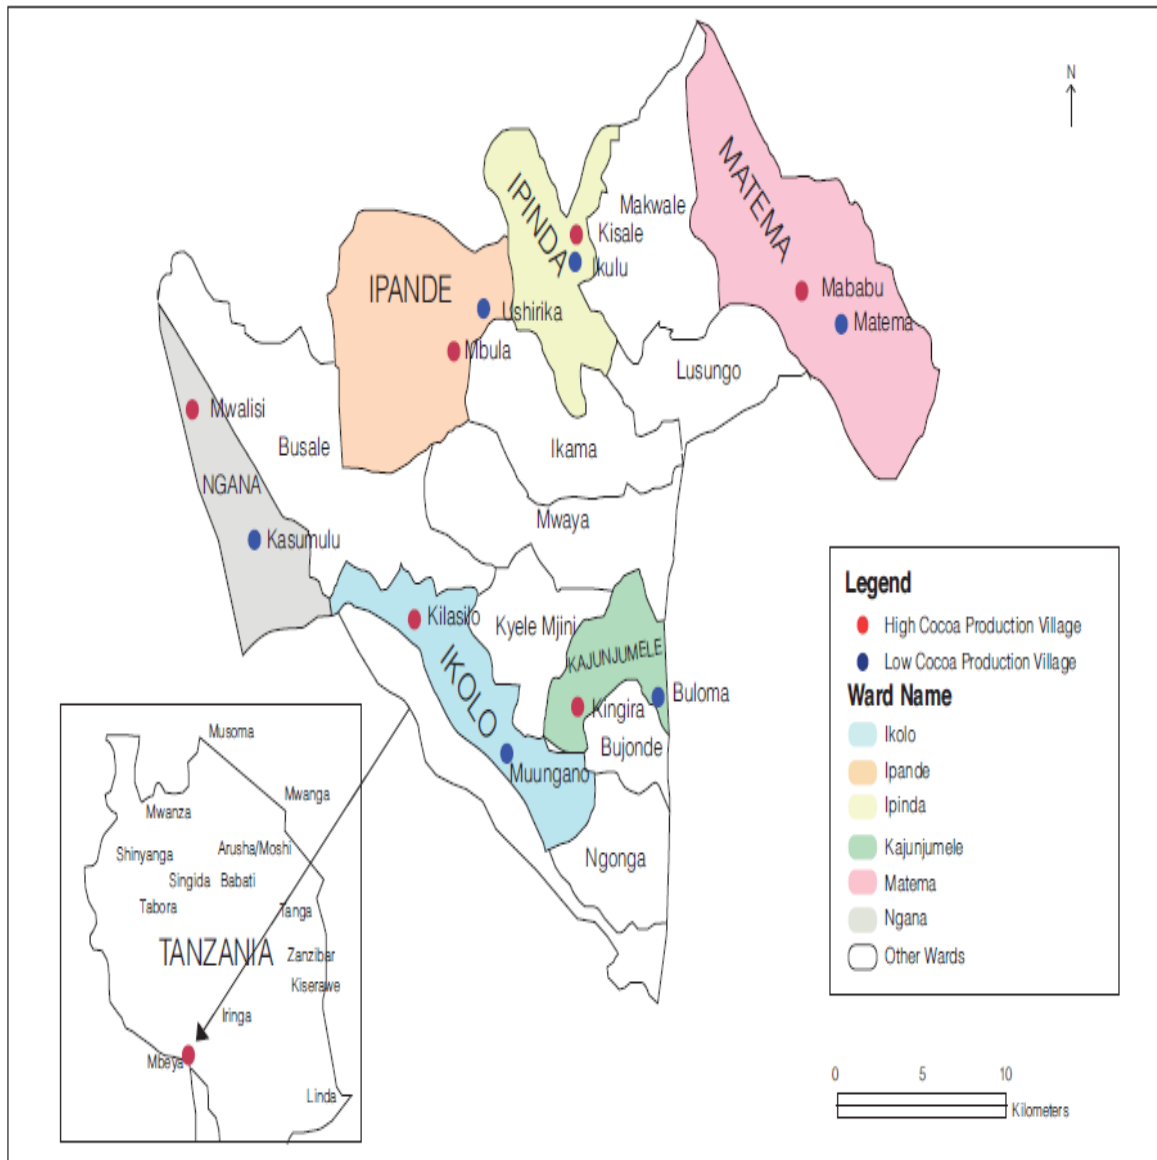 N
MATEMA
IPINDA
Makwale
Kisale
Ikulu
IPANDE
Ushirika
Mbula
Mababu
Matema
Lusungo
Mwalisi
Busale
Ikama
NGANA
Mwaya
Kasumulu
Kilasilo
Kyele Mjini
KAJUNJUMELE
IKOLO
Kingira
Buloma
Bujonde
Muungano
Ngonga
Legend
High Cocoa Production Village
Low Cocoa Production Village
Ward Name
Ikolo
Ipande
Ipinda
Kajunjumele
Matema
Ngana
Other Wards
Musoma
Mwanga
Mwanza
Shinyanga
Arusha/Moshi
Singida
Babati
Tabora
Tanga
TANZANIA
Zanzibar
Kiserawe
Iringa
Mbeya
Linda
0 5 10
Kilometers